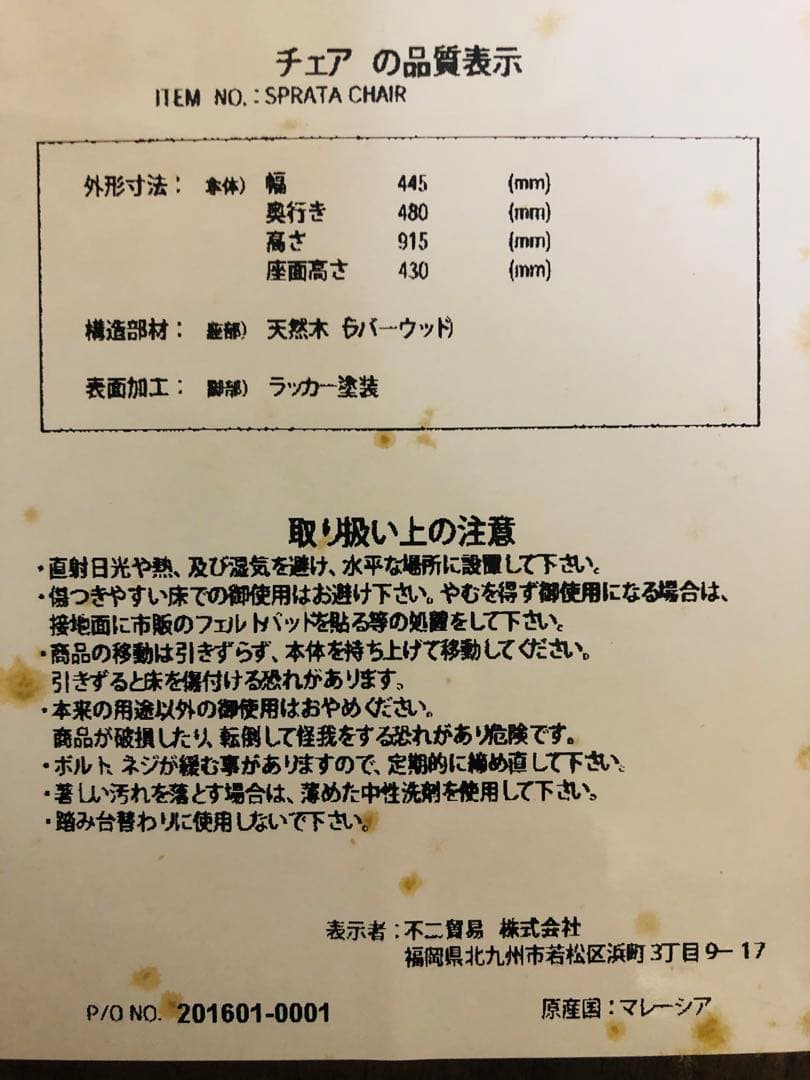 チェア の品質表示
ITEM NO.:SPRATA CHAIR
外形寸法: 本体) 幅 445 (mm)
奥行き 480 (mm)
高さ 915 (mm)
座面高さ 430 (mm)
構造部材: 座部) 天然木 (ラバーウッド)
表面加工: 脚部) ラッカー塗装
取り扱い上の注意
・直射日光や熱、及び湿気を避け、水平な場所に設置して下さい。
・傷つきやすい床での御使用はお避け下さい。やむを得ず御使用になる場合は、
接地面に市販のフェルトパッドを貼る等の処置をして下さい。
・商品の移動は引きずらず、本体を持ち上げて移動してください。
引きずると床を傷付ける恐れがあります。
・本来の用途以外の御使用はおやめください。
商品が破損したり、転倒して怪我をする恐れがあり危険です。
・ボルト、ネジが緩む事がありますので、定期的に締め直して下さい。
・著しい汚れを落とす場合は、薄めた中性洗剤を使用して下さい。
・踏み台替わりに使用しないで下さい。
表示者:不二貿易 株式会社
福岡県北九州市若松区浜町3丁目9-17
P/O NO. 201601-0001
原産国:マレーシア